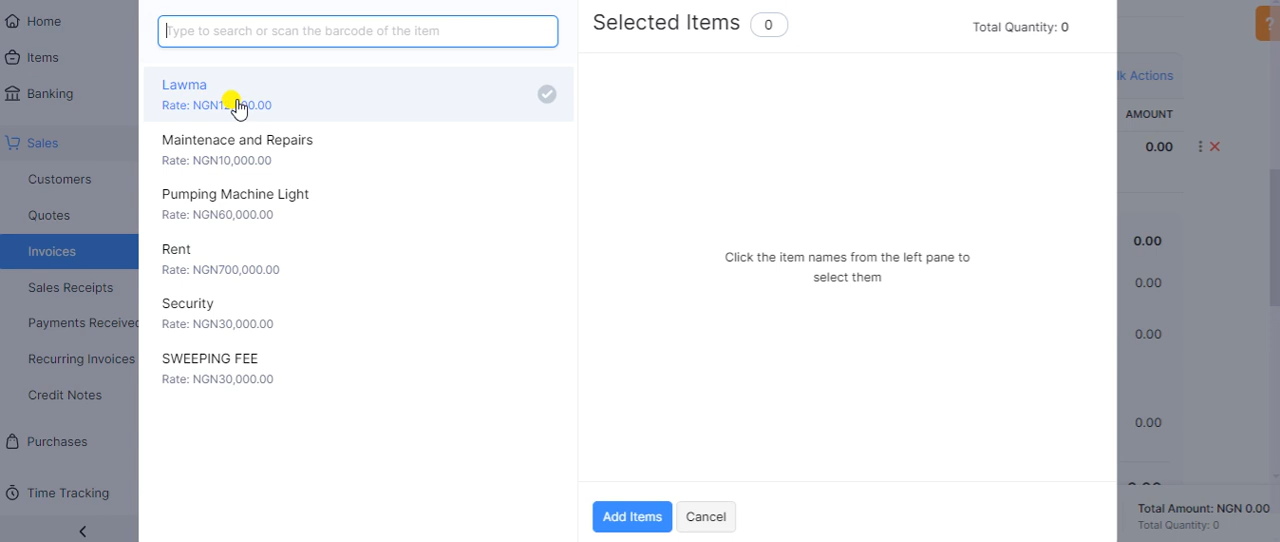 Home
Items
Banking
Sales
Customers
Quotes
Invoices
Sales Receipts
Payments Received
Recurring Invoices
Credit Notes
Purchases
Time Tracking
Type to search or scan the barcode of the item
Lawma
Rate:
Maintenace and Repairs
Rate: NGN10,000.00
Pumping Machine Light
Rate: NGN60,000.00
Rent
Rate: NGN700,000.00
Security
Rate: NGN30,000.00
SWEEPING FEE
Rate: NGN30,000.00
Selected Items 0
Total Quantity: 0
Click the item names from the left pane to
select them
Add Items
Cancel
?
Actions
AMOUNT
0.00
0.00
0.00
0.00
0.00
Total Amount: NGN 0.00
Total Quantity: 0